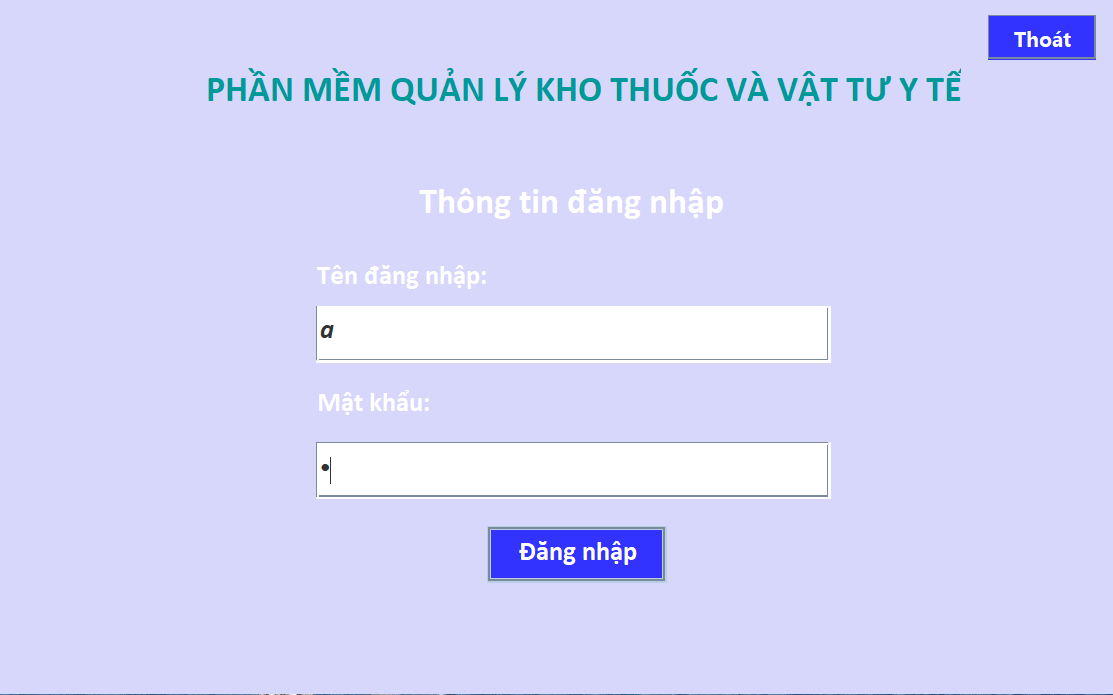 Thoát
PHẦN MỀM QUẢN LÝ KHO THUỐC VÀ VẬT TƯ Y TẾ
Thông tin đăng nhập
Tên đăng nhập:
a
Mật khẩu:
•
Đăng nhập